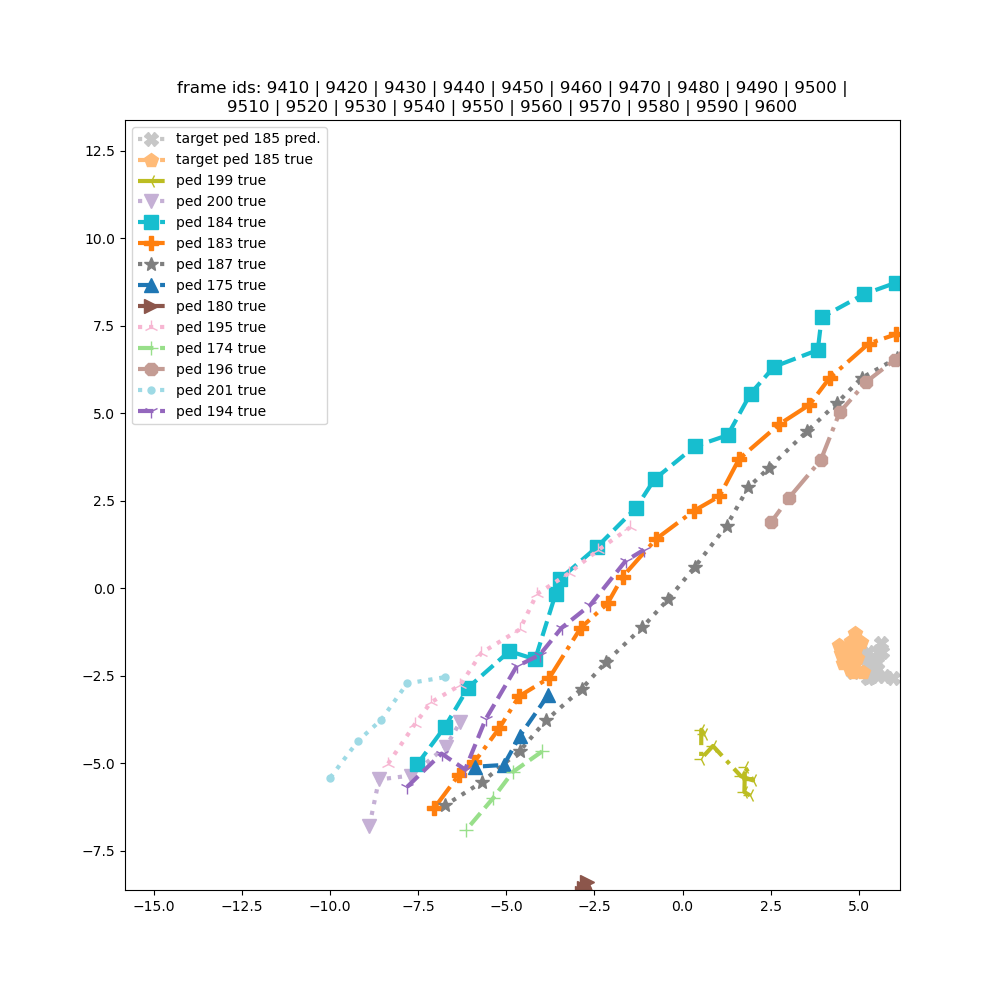 frame ids: 9410 | 9420 | 9430 | 9440 | 9450 | 9460 | 9470 | 9480 | 9490 | 9500 |
9510 | 9520 | 9530 | 9540 | 9550 | 9560 | 9570 | 9580 | 9590 | 9600
target ped 185 pred.
target ped 185 true
ped 199 true
ped 200 true
ped 184 true
ped 183 true
ped 187 true
ped 175 true
ped 180 true
ped 195 true
ped 174 true
ped 196 true
ped 201 true
ped 194 true
12.5
10.0
7.5
5.0
2.5
0.0
−2.5
−5.0
−7.5
−15.0 −12.5 −10.0 −7.5 −5.0 −2.5 0.0 2.5 5.0